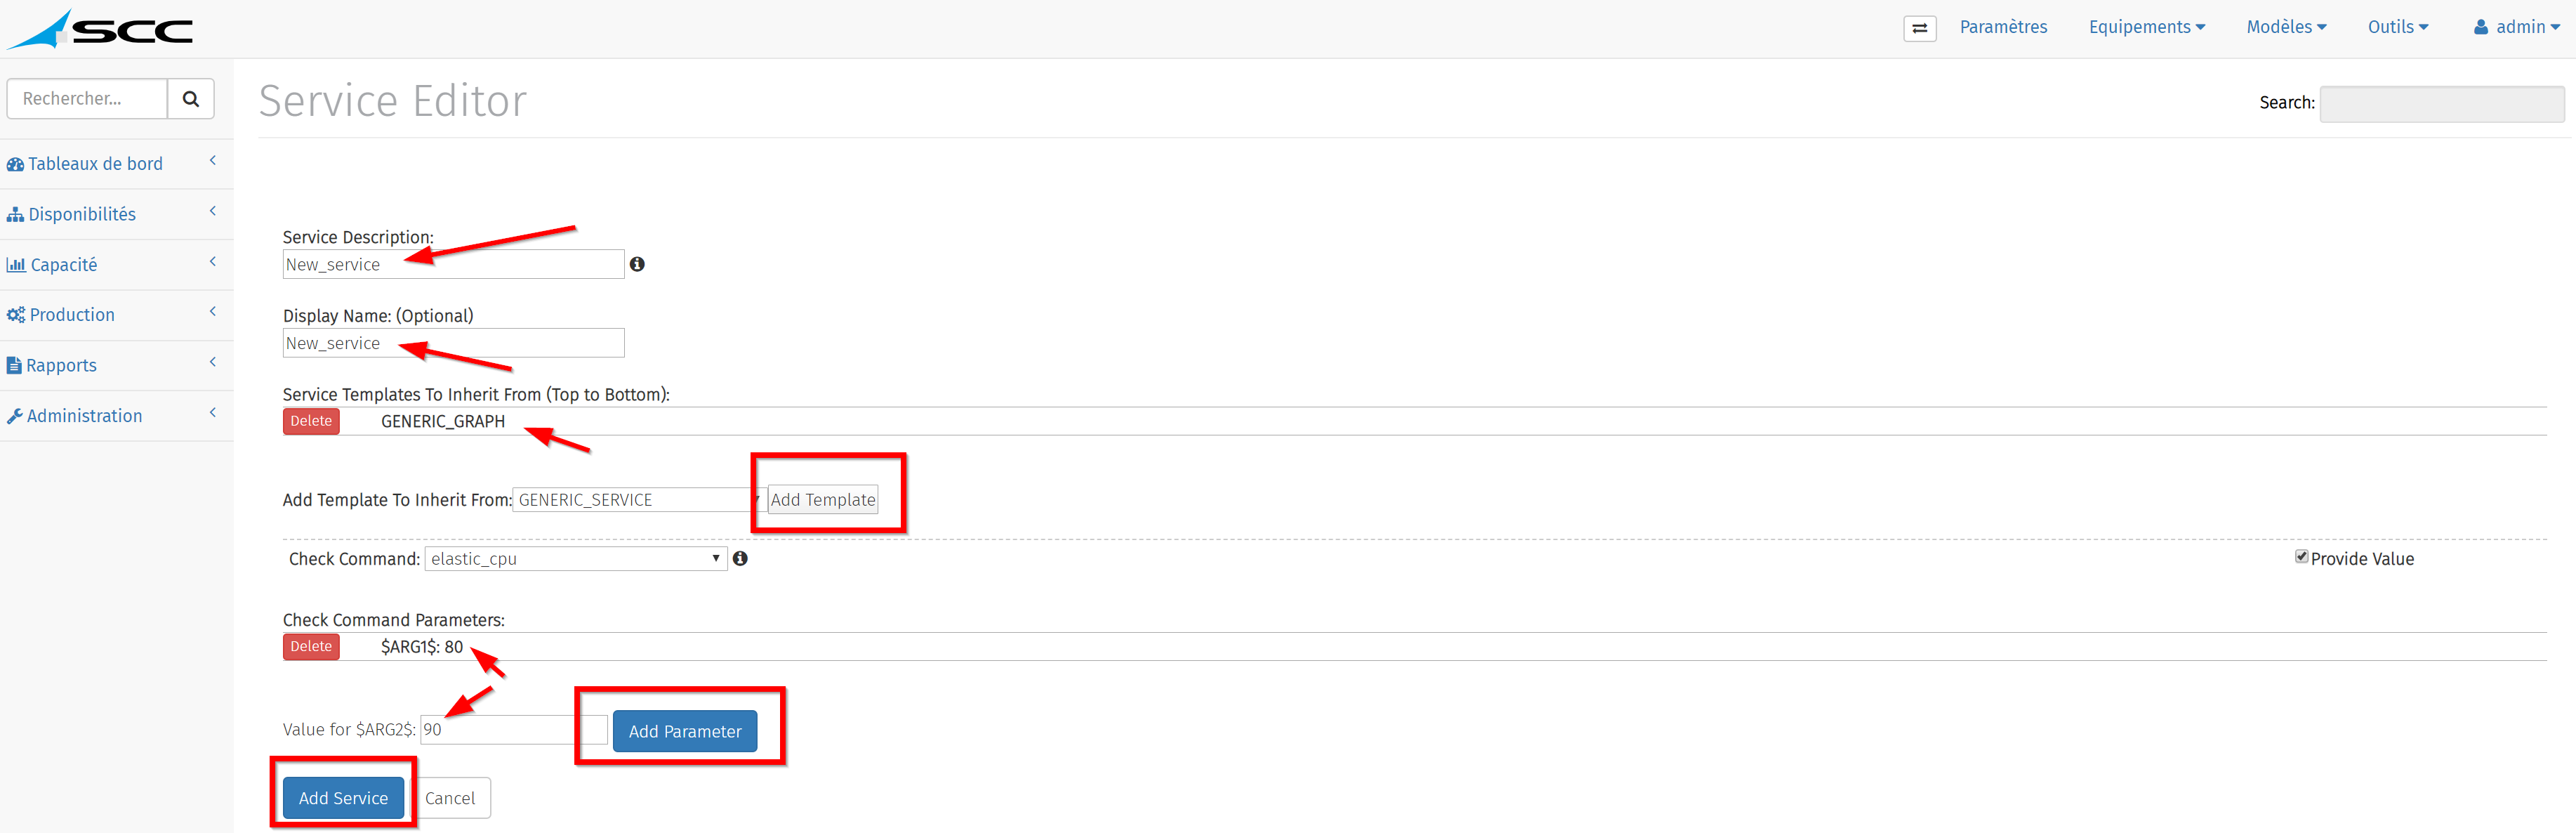 SCC
Paramètres Equipements Modèles Outils admin
Rechercher...
Service Editor
Search:
Tableaux de bord
Disponibilités
Capacité
Production
Rapports
Administration
Service Description:
New_service
Display Name: (Optional)
New_service
Service Templates To Inherit From (Top to Bottom):
Delete GENERIC_GRAPH
Add Template To Inherit From: GENERIC_SERVICE Add Template
Check Command: elastic_cpu Provide Value
Check Command Parameters:
Delete $ARG1$: 80
Value for $ARG2$: 90 Add Parameter
Add Service Cancel